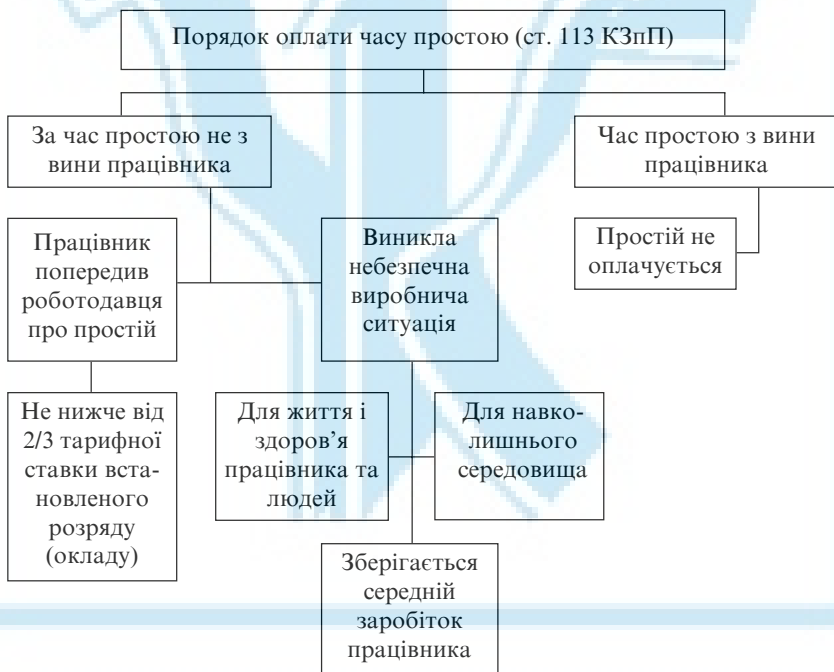 Порядок оплати часу простою (ст. 113 КЗпП)
За час простою не з
вини працівника
Час простою з вини
працівника
Працівник
попередив
роботодавця
про простій
Виникла
небезпечна
виробнича
ситуація
Простій не
оплачується
Не нижче від
2/3 тарифної
ставки вста-
новленого
розряду
(окладу)
Для життя і
здоров’я
працівника та
людей
Для навко-
лишнього
середовища
Зберігається
середній
заробіток
працівника